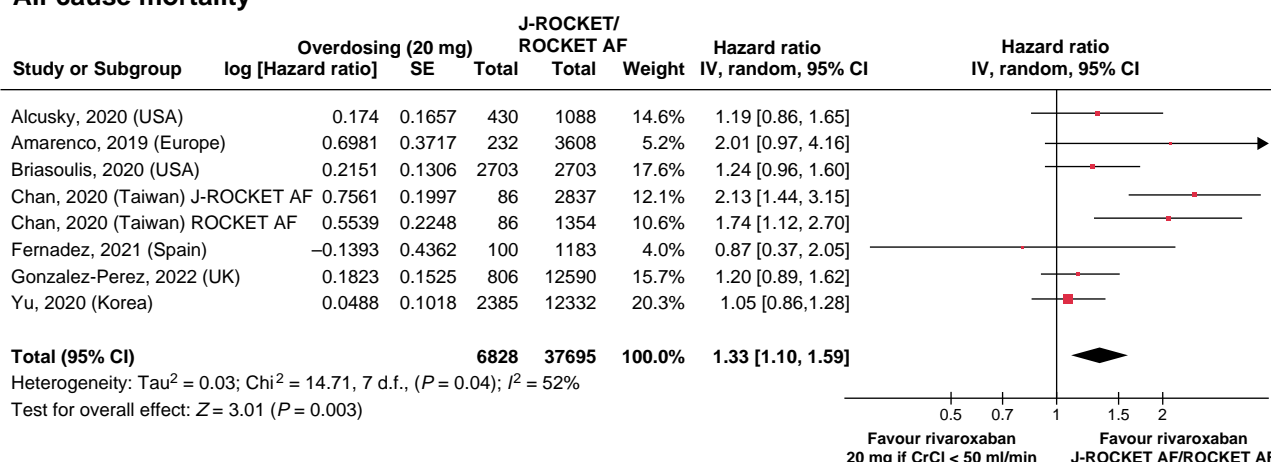 All-cause mortality
J-ROCKET/
Overdosing (20 mg) ROCKET AF Hazard ratio Hazard ratio
Study or Subgroup log [Hazard ratio] SE Total Total Weight IV, random, 95% CI IV, random, 95% CI
Alcusky, 2020 (USA) 0.174 0.1657 430 1088 14.6% 1.19 [0.86, 1.65]
Amarenco, 2019 (Europe) 0.6981 0.3717 232 3608 5.2% 2.01 [0.97, 4.16]
Briasoulis, 2020 (USA) 0.2151 0.1306 2703 2703 17.6% 1.24 [0.96, 1.60]
Chan, 2020 (Taiwan) J-ROCKET AF 0.7561 0.1997 86 2837 12.1% 2.13 [1.44, 3.15]
Chan, 2020 (Taiwan) ROCKET AF 0.5539 0.2248 86 1354 10.6% 1.74 [1.12, 2.70]
Fernadez, 2021 (Spain) –0.1393 0.4362 100 1183 4.0% 0.87 [0.37, 2.05]
Gonzalez-Perez, 2022 (UK) 0.1823 0.1525 806 12590 15.7% 1.20 [0.89, 1.62]
Yu, 2020 (Korea) 0.0488 0.1018 2385 12332 20.3% 1.05 [0.86,1.28]
Total (95% CI) 6828 37695 100.0% 1.33 [1.10, 1.59]
Heterogeneity: Tau² = 0.03; Chi² = 14.71, 7 d.f., (P = 0.04); I² = 52%
Test for overall effect: Z = 3.01 (P = 0.003)
0.5 0.7 1 1.5 2
Favour rivaroxaban Favour rivaroxaban
20 mg if CrCl < 50 ml/min J-ROCKET AF/ROCKET AF